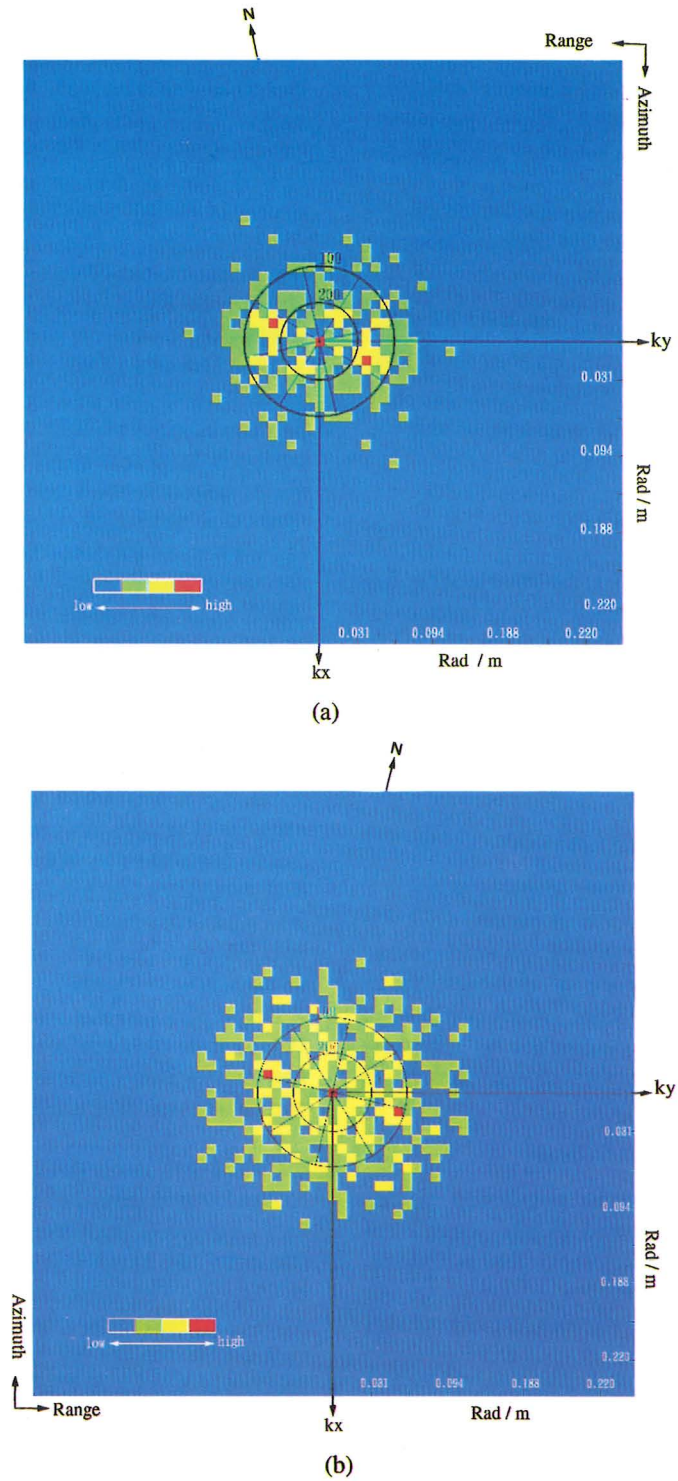 N
Range
Azimuth
100
200
ky
0.031
0.094
Rad / m
0.188
low
high
0.220
0.031 0.094 0.188 0.220
Rad / m
kx
(a)
N
ky
0.031
0.094
Rad / m
0.188
Azimuth
low
high
0.220
0.031 0.094 0.188 0.220
Range
kx
Rad / m
(b)